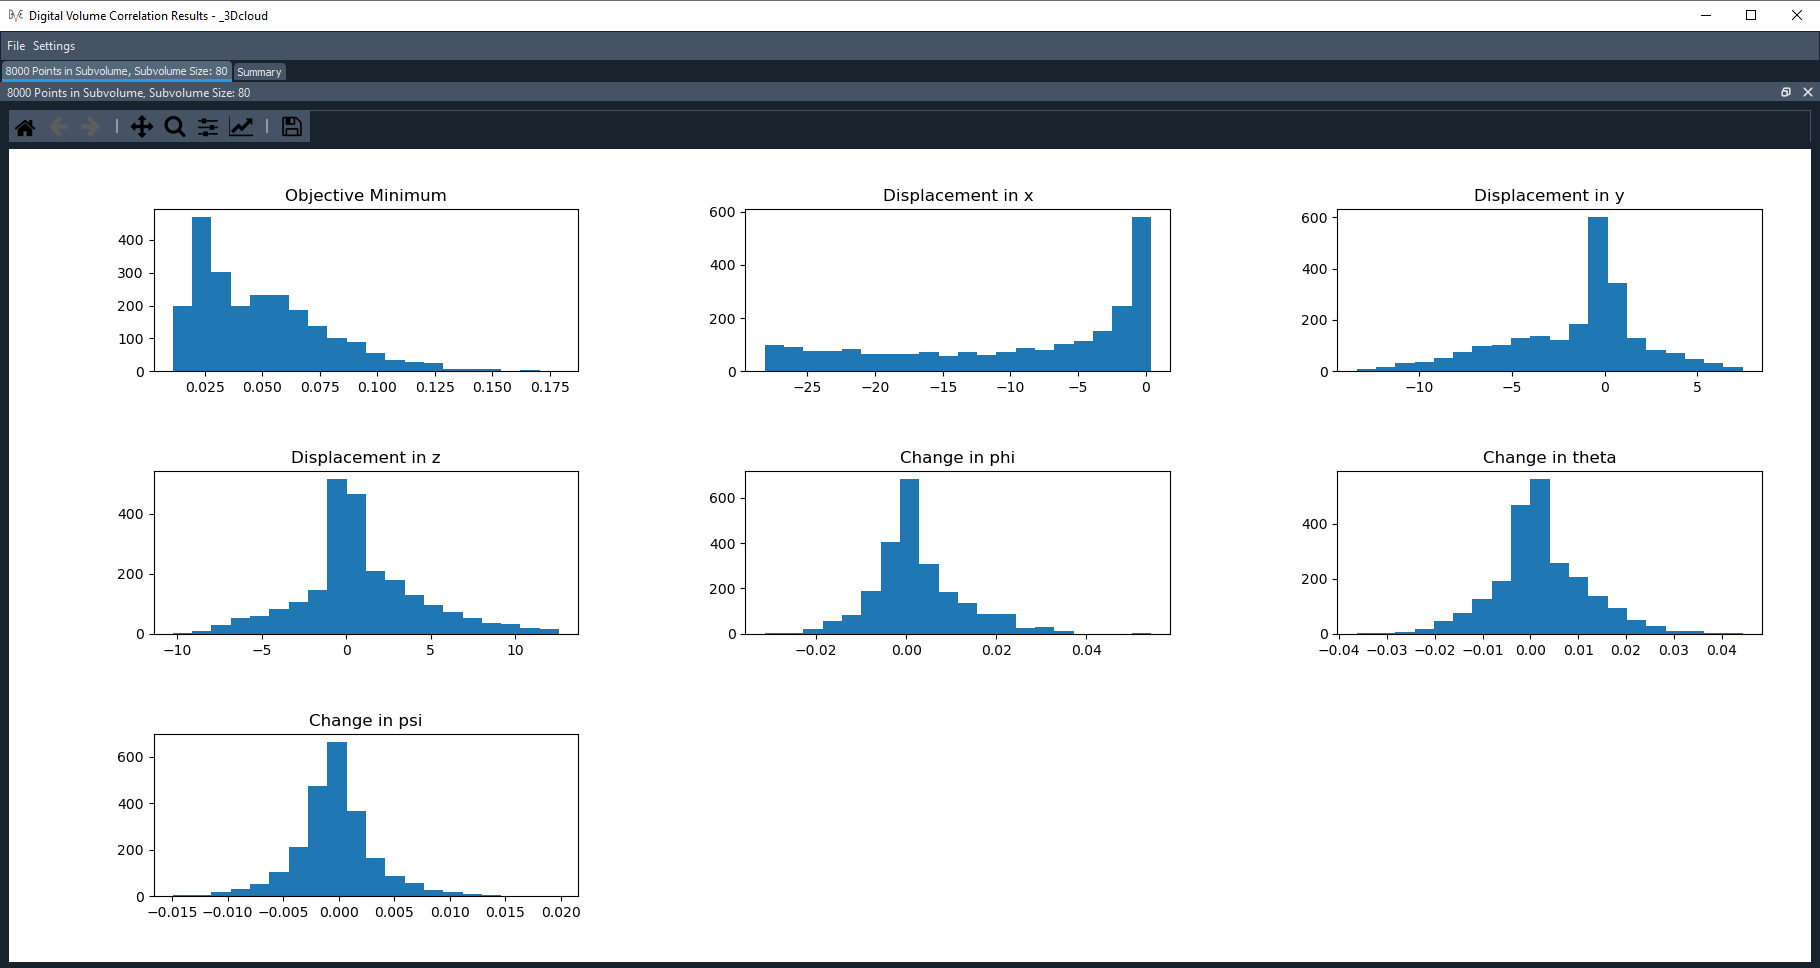 Digital Volume Correlation Results - _3Dcloud
File Settings
8000 Points in Subvolume, Subvolume Size: 80 Summary
8000 Points in Subvolume, Subvolume Size: 80
Objective Minimum
400
300
200
100
0
0.025 0.050 0.075 0.100 0.125 0.150 0.175
Displacement in x
600
400
200
0
−25 −20 −15 −10 −5 0
Displacement in y
600
400
200
0
−10 −5 0 5
Displacement in z
400
200
0
−10 −5 0 5 10
Change in phi
600
400
200
0
−0.02 0.00 0.02 0.04
Change in theta
400
200
0
−0.04 −0.03 −0.02 −0.01 0.00 0.01 0.02 0.03 0.04
Change in psi
600
400
200
0
−0.015 −0.010 −0.005 0.000 0.005 0.010 0.015 0.020